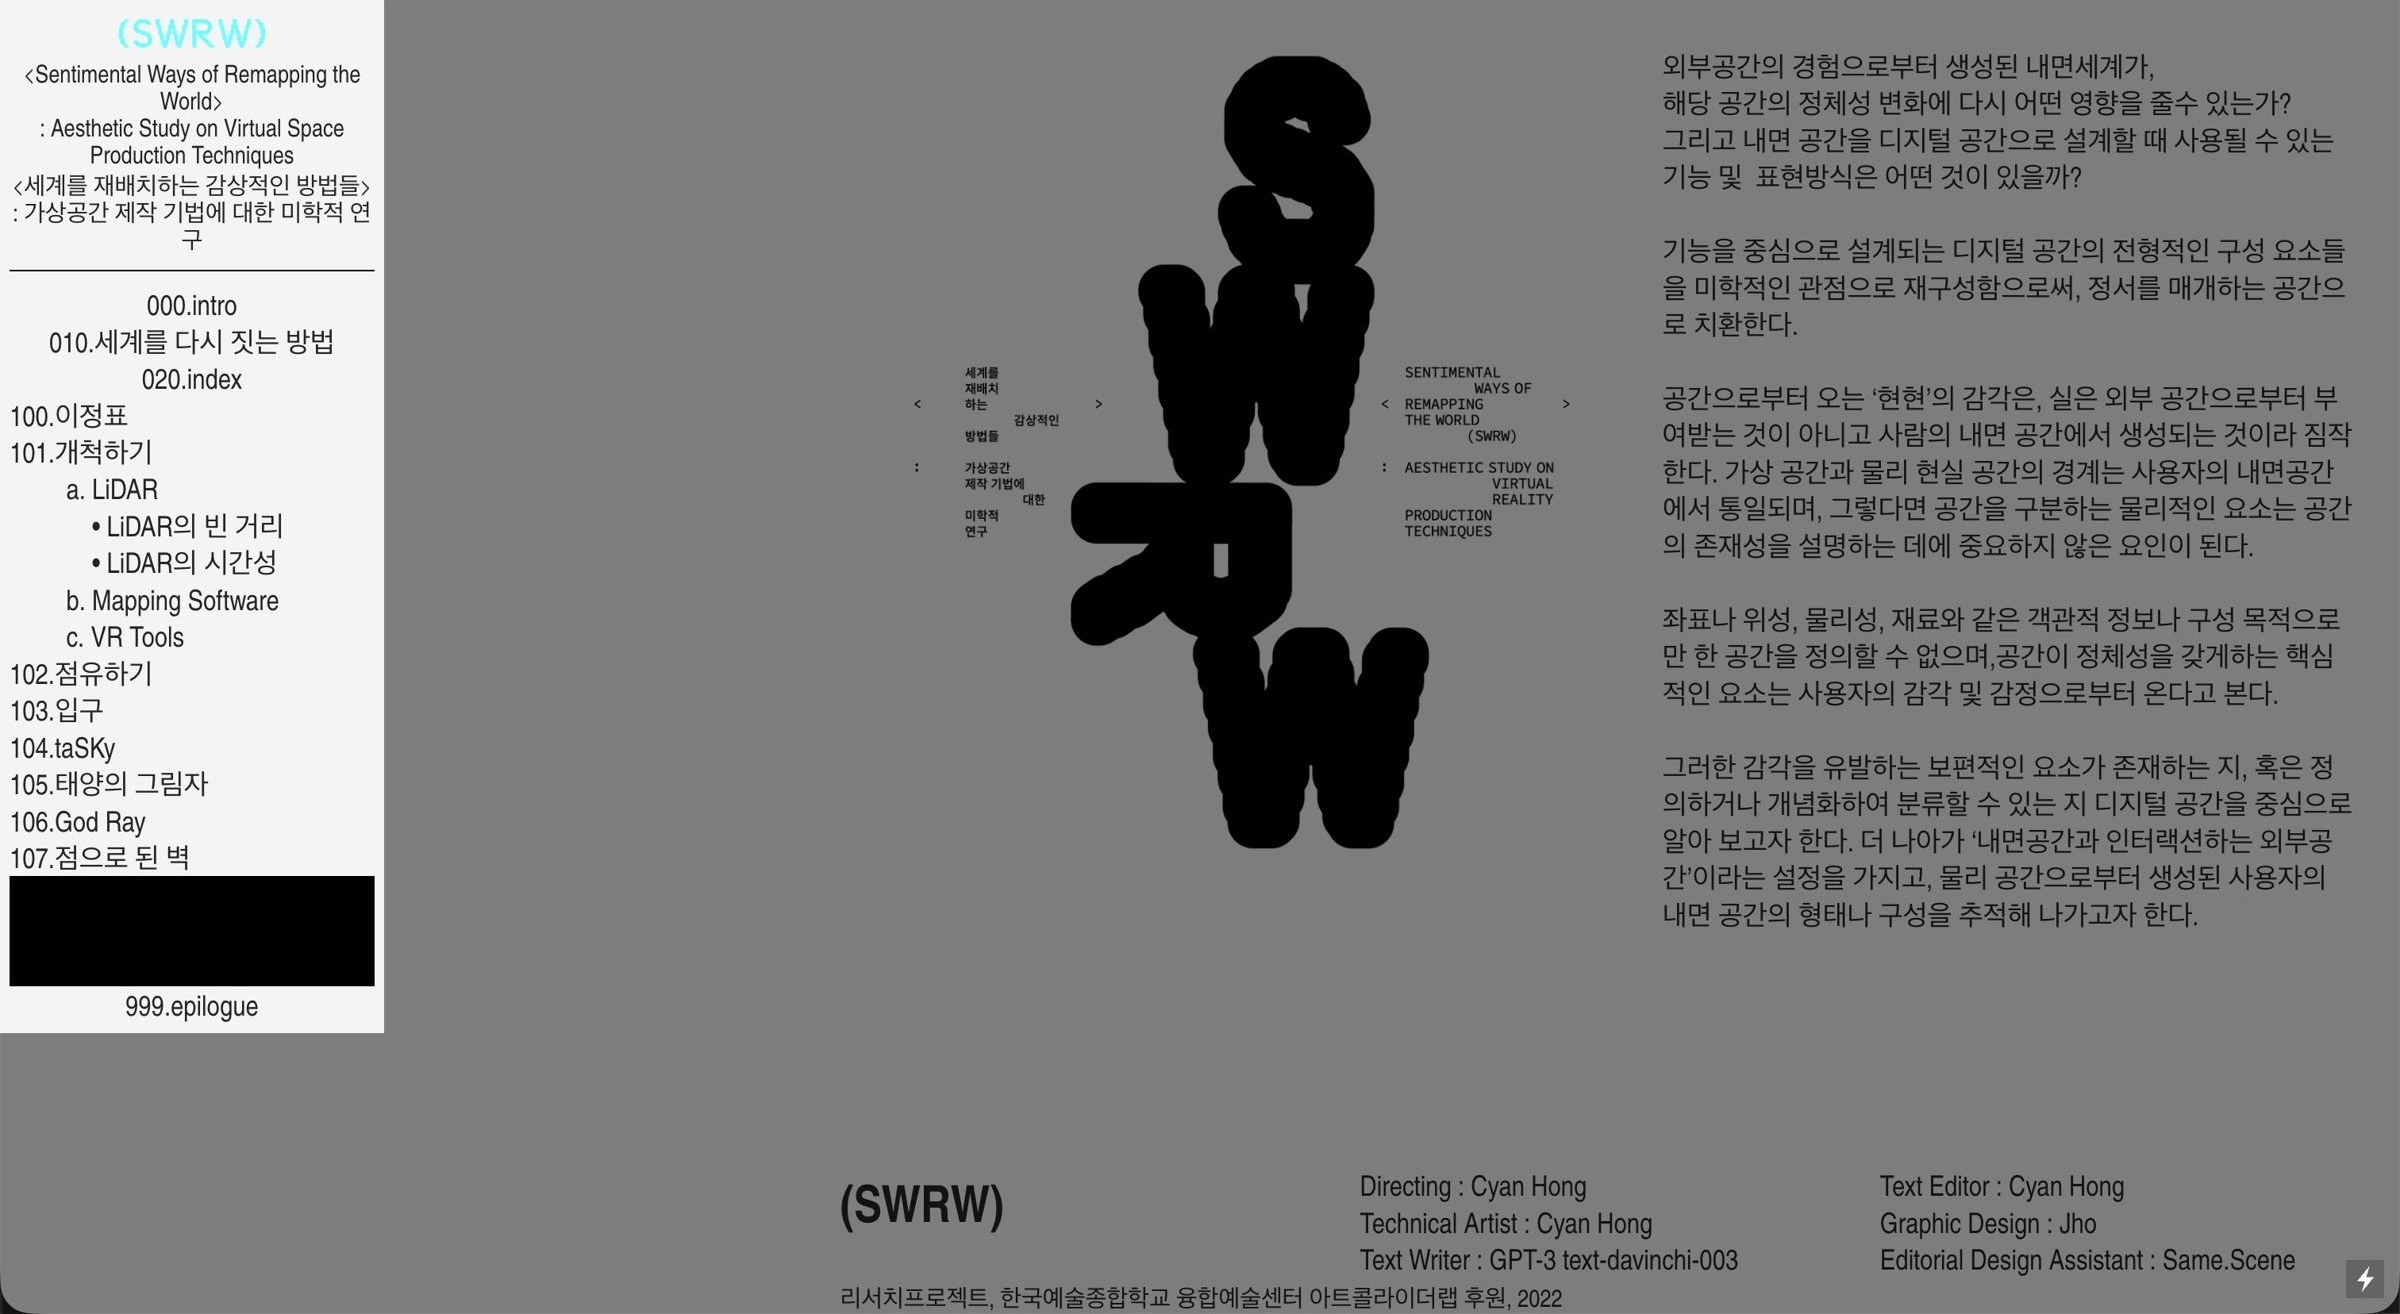 (SWRW)
<Sentimental Ways of Remapping the
World>
: Aesthetic Study on Virtual Space
Production Techniques
<세계를 재배치하는 감상적인 방법들>
: 가상공간 제작 기법에 대한 미학적 연
구
000.intro
010.세계를 다시 짓는 방법
020.index
100.이정표
101.개척하기
a. LiDAR
• LiDAR의 빈 거리
• LiDAR의 시간성
b. Mapping Software
c. VR Tools
102.점유하기
103.입구
104.taSKy
105.태양의 그림자
106.God Ray
107.점으로 된 벽
999.epilogue
SWRW
세계를
재배치
< 하는 >
감상적인
방법들
: 가상공간
제작 기법에
대한
미학적
연구
SENTIMENTAL
WAYS OF
< REMAPPING >
THE WORLD
(SWRW)
: AESTHETIC STUDY ON
VIRTUAL
REALITY
PRODUCTION
TECHNIQUES
외부공간의 경험으로부터 생성된 내면세계가,
해당 공간의 정체성 변화에 다시 어떤 영향을 줄수 있는가?
그리고 내면 공간을 디지털 공간으로 설계할 때 사용될 수 있는
기능 및  표현방식은 어떤 것이 있을까?
기능을 중심으로 설계되는 디지털 공간의 전형적인 구성 요소들
을 미학적인 관점으로 재구성함으로써, 정서를 매개하는 공간으
로 치환한다.
공간으로부터 오는 ‘현현’의 감각은, 실은 외부 공간으로부터 부
여받는 것이 아니고 사람의 내면 공간에서 생성되는 것이라 짐작
한다. 가상 공간과 물리 현실 공간의 경계는 사용자의 내면공간
에서 통일되며, 그렇다면 공간을 구분하는 물리적인 요소는 공간
의 존재성을 설명하는 데에 중요하지 않은 요인이 된다.
좌표나 위성, 물리성, 재료와 같은 객관적 정보나 구성 목적으로
만 한 공간을 정의할 수 없으며,공간이 정체성을 갖게하는 핵심
적인 요소는 사용자의 감각 및 감정으로부터 온다고 본다.
그러한 감각을 유발하는 보편적인 요소가 존재하는 지, 혹은 정
의하거나 개념화하여 분류할 수 있는 지 디지털 공간을 중심으로
알아 보고자 한다. 더 나아가 ‘내면공간과 인터랙션하는 외부공
간’이라는 설정을 가지고, 물리 공간으로부터 생성된 사용자의
내면 공간의 형태나 구성을 추적해 나가고자 한다.
(SWRW)
Directing : Cyan Hong
Technical Artist : Cyan Hong
Text Writer : GPT-3 text-davinchi-003
Text Editor : Cyan Hong
Graphic Design : Jho
Editorial Design Assistant : Same.Scene
리서치프로젝트, 한국예술종합학교 융합예술센터 아트콜라이더랩 후원, 2022